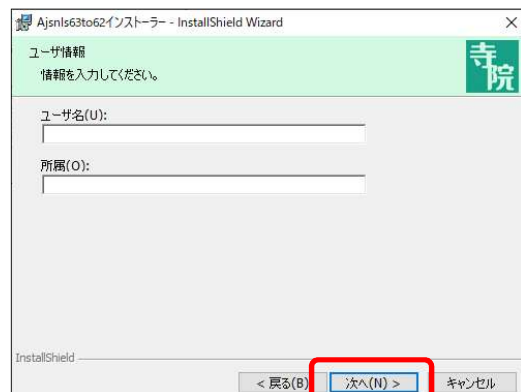 Ajsnls63to62インストーラー - InstallShield Wizard
ユーザ情報
情報を入力してください。
寺院
ユーザ名(U):
所属(O):
InstallShield
< 戻る(B)
次へ(N) >
キャンセル